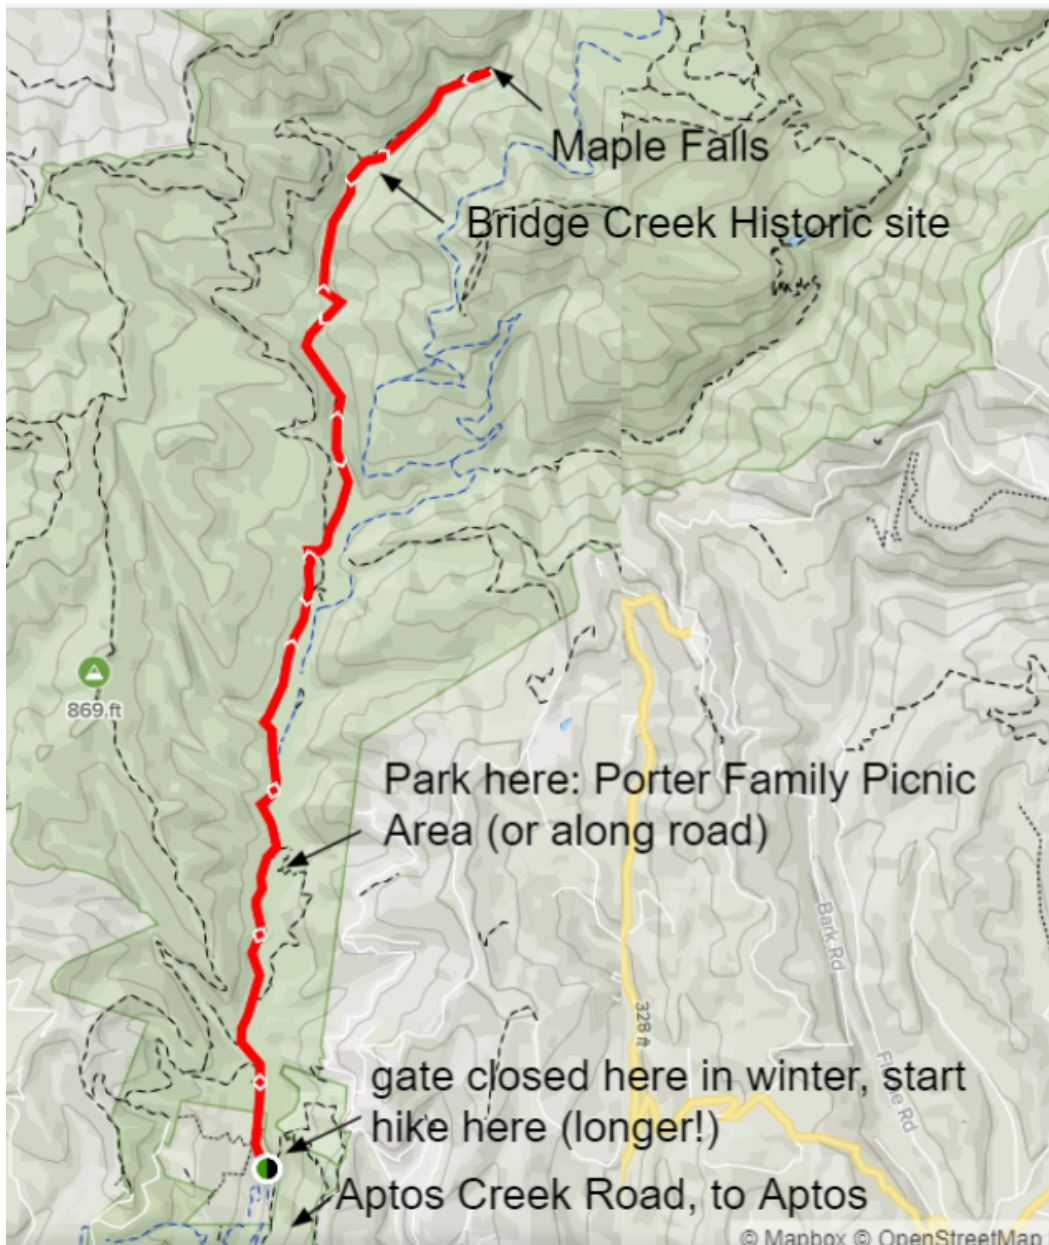 Maple Falls
Bridge Creek Historic site
869 ft
Park here: Porter Family Picnic
Area (or along road)
Bark Rd
328 ft
gate closed here in winter, start
hike here (longer!)
Aptos Creek Road, to Aptos
© Mapbox © OpenStreetMap